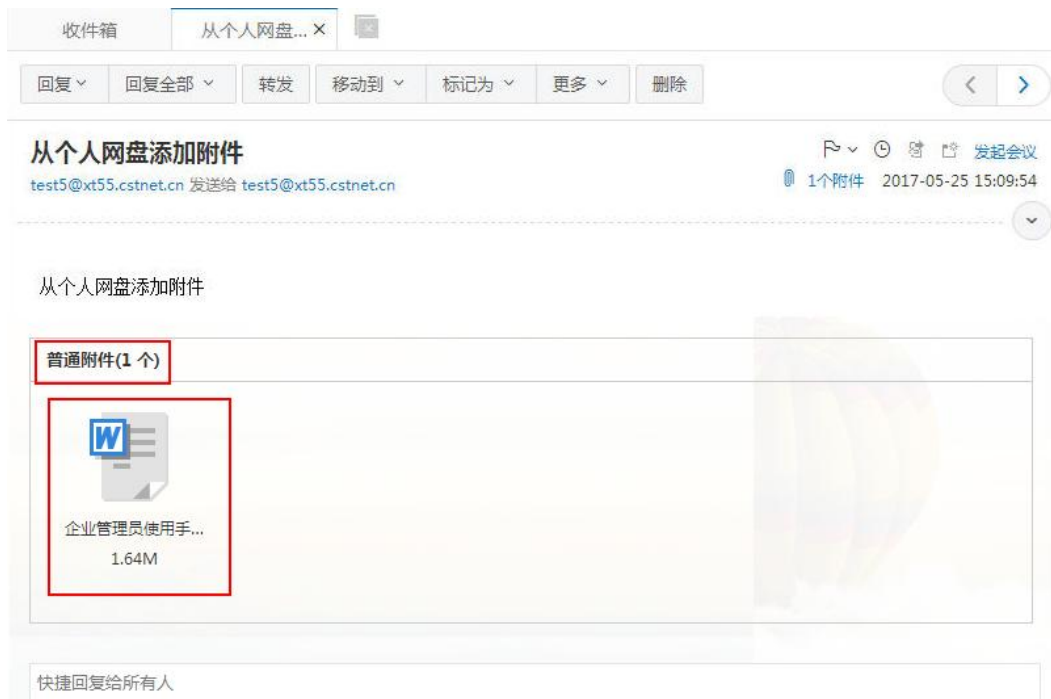 收件箱
从个人网盘...
回复
回复全部
转发
移动到
标记为
更多
删除
从个人网盘添加附件
发起会议
test5@xt55.cstnet.cn 发送给 test5@xt55.cstnet.cn
1个附件 2017-05-25 15:09:54
从个人网盘添加附件
普通附件(1 个)
W
企业管理员使用手...
1.64M
快捷回复给所有人